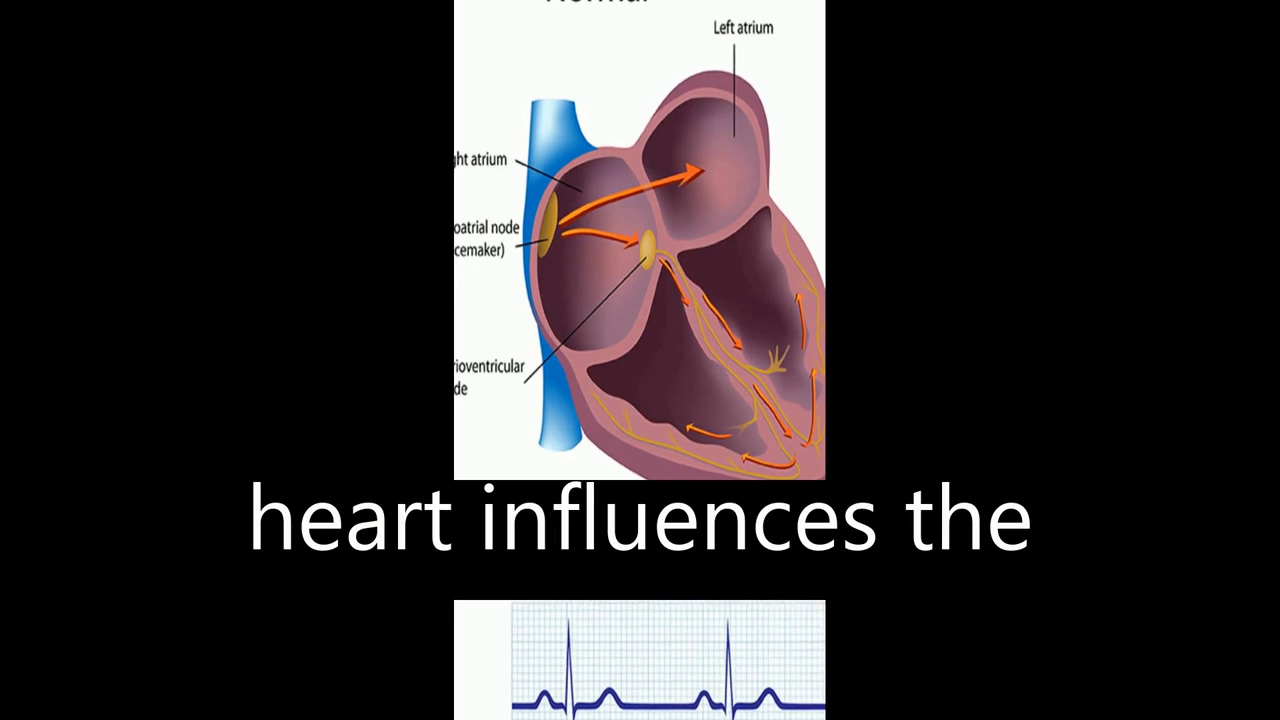 Left atrium
ght atrium
oatrial node
cemaker)
rioventricular
de
heart influences the